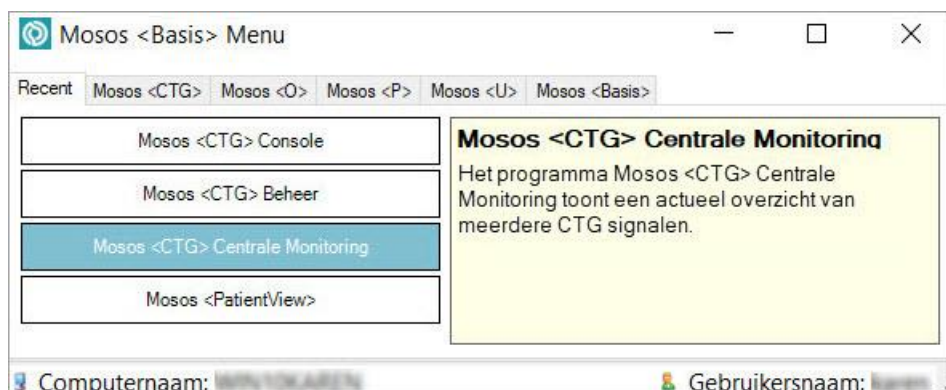 Mosos <Basis> Menu
Recent Mosos <CTG> Mosos <O> Mosos <P> Mosos <U> Mosos <Basis>
Mosos <CTG> Console
Mosos <CTG> Beheer
Mosos <CTG> Centrale Monitoring
Mosos <PatientView>
Mosos <CTG> Centrale Monitoring
Het programma Mosos <CTG> Centrale
Monitoring toont een actueel overzicht van
meerdere CTG signalen.
Computernaam:
Gebruikersnaam: